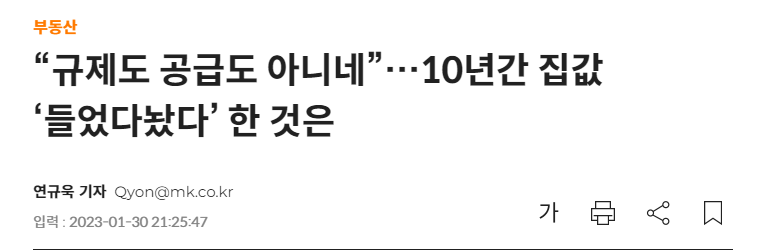 부동산
“규제도 공급도 아니네”…10년간 집값
‘들었다놨다’ 한 것은
연규욱 기자 Qyon@mk.co.kr
입력 : 2023-01-30 21:25:47
가